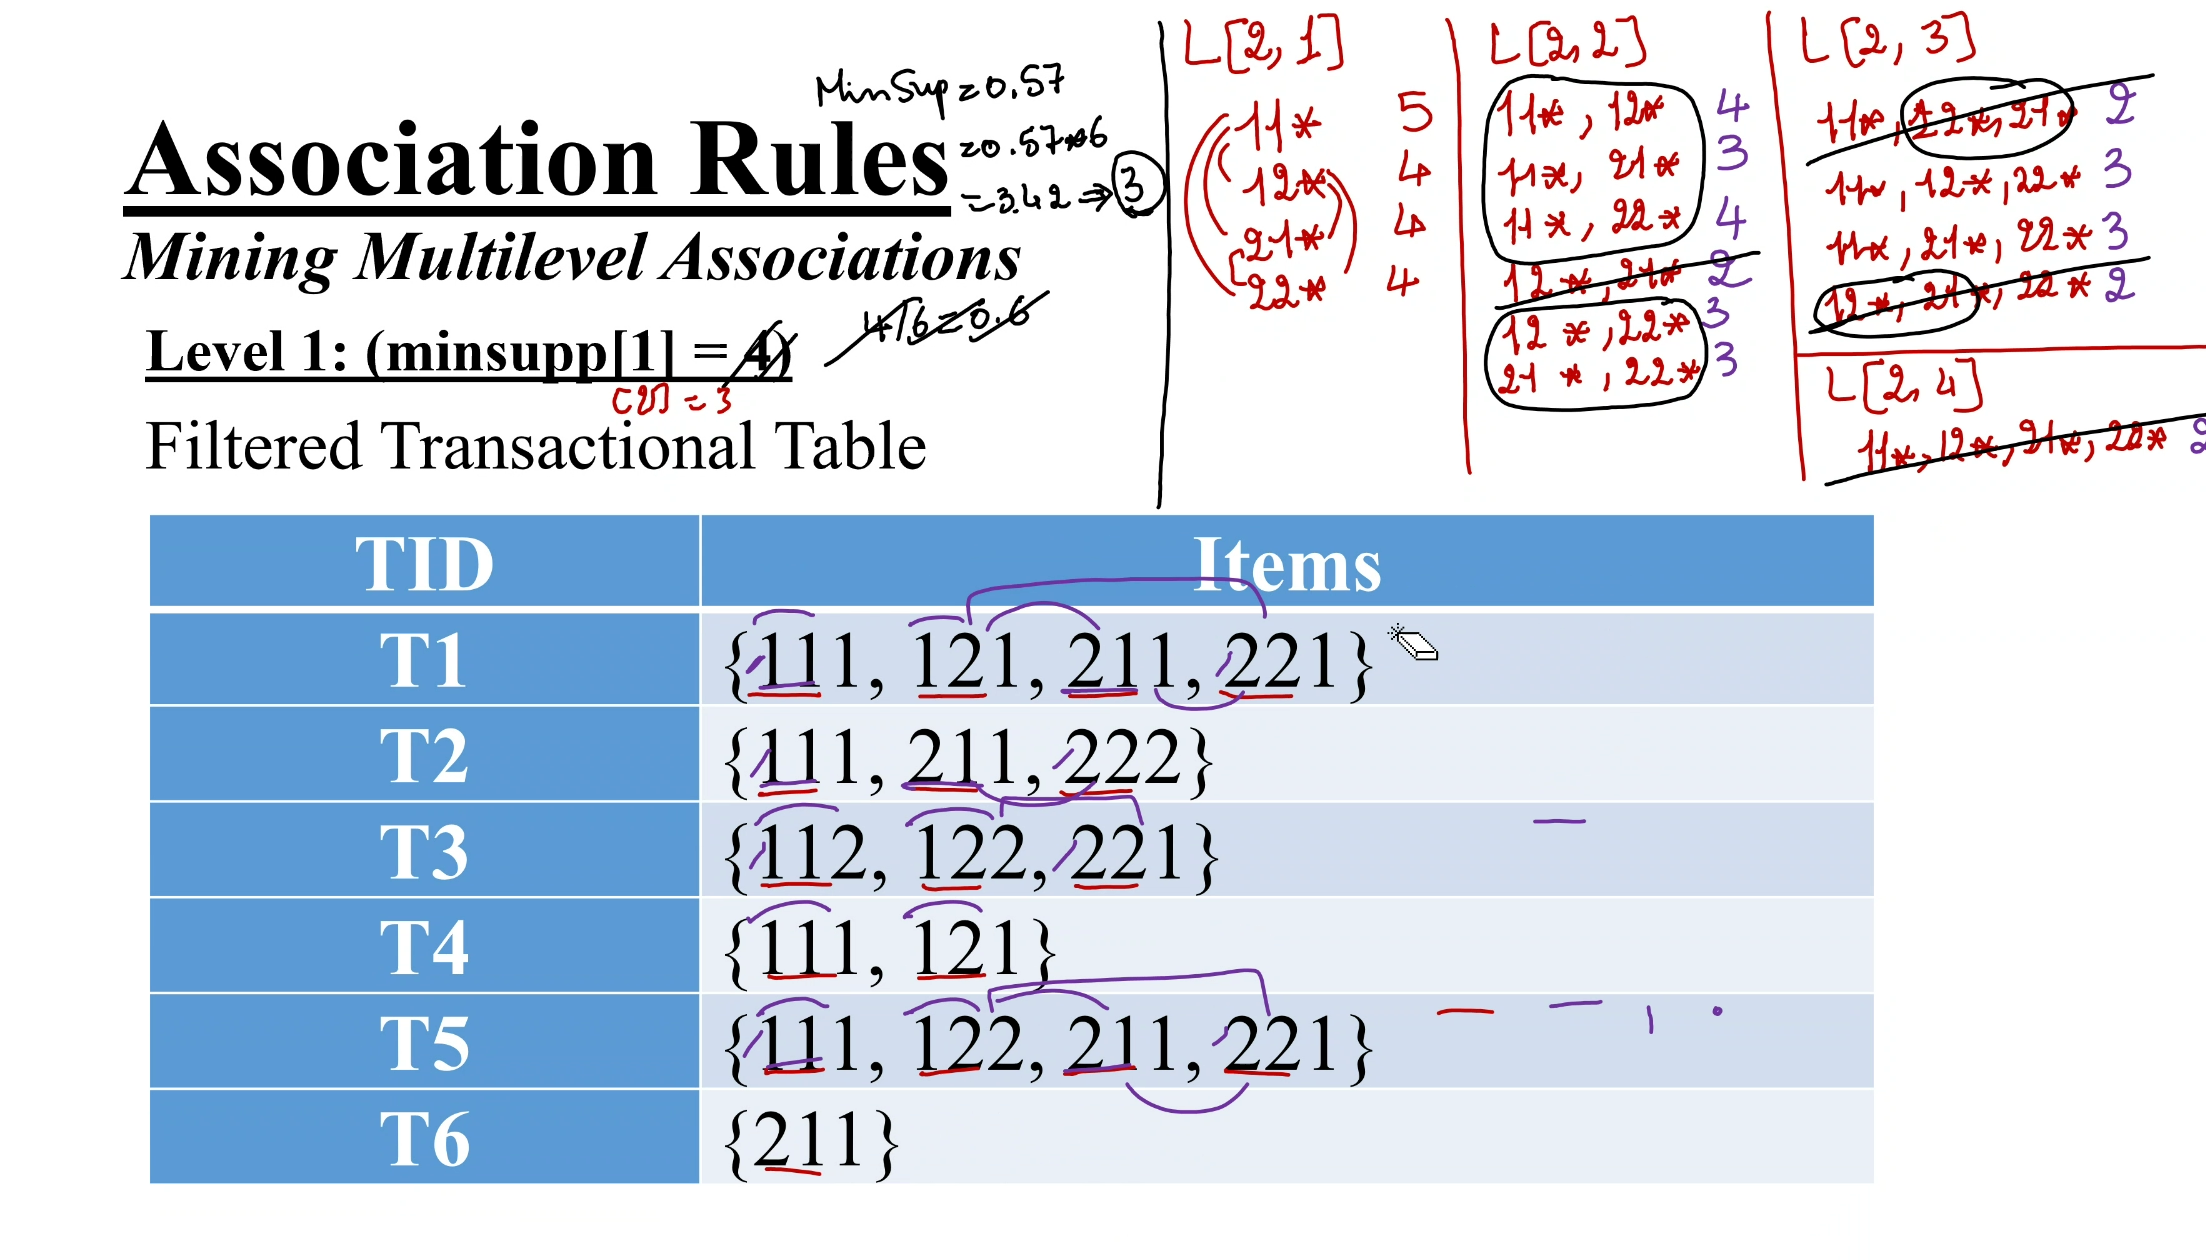 Association Rules
Mining Multilevel Associations
Level 1: (minsupp[1] = 4)
[2] = 3
4/6=0.6
Filtered Transactional Table
MinSup=0.57
=0.57*6
=3.42 ⇒ 3
L[2, 1]
11* 5
12* 4
21* 4
22* 4
L[2, 2]
11*, 12* 4
11*, 21* 3
11*, 22* 4
12*, 21* 2
12*, 22* 3
21*, 22* 3
L[2, 3]
11*, 12*, 21* 2
11*, 12*, 22* 3
11*, 21*, 22* 3
12*, 21*, 22* 2
L[2, 4]
11*, 12*, 21*, 22* 2
TID Items
T1 {111, 121, 211, 221}
T2 {111, 211, 222}
T3 {112, 122, 221}
T4 {111, 121}
T5 {111, 122, 211, 221}
T6 {211}